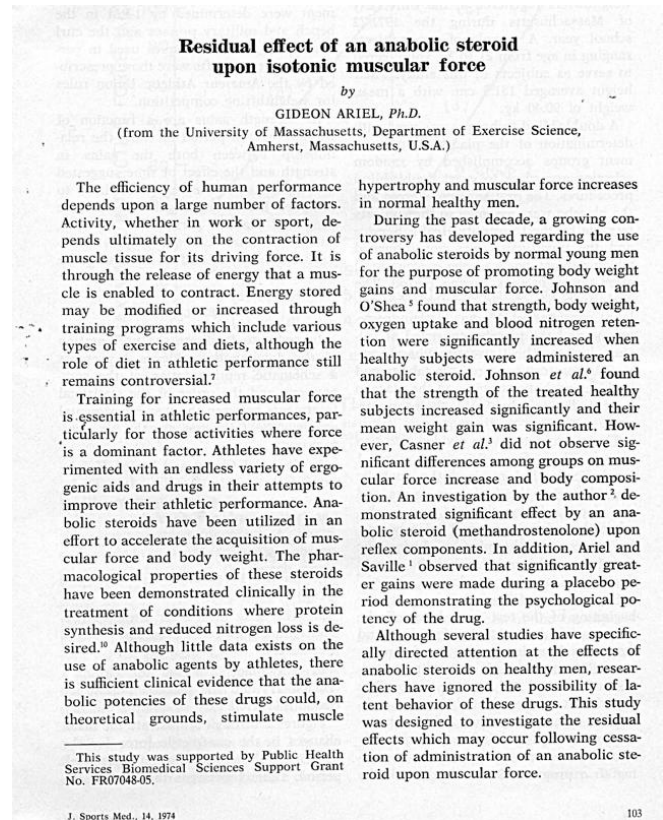 Residual effect of an anabolic steroid
upon isotonic muscular force
by
GIDEON ARIEL, Ph.D.
(from the University of Massachusetts, Department of Exercise Science,
Amherst, Massachusetts, U.S.A.)
The efficiency of human performance
depends upon a large number of factors.
Activity, whether in work or sport, de-
pends ultimately on the contraction of
muscle tissue for its driving force. It is
through the release of energy that a mus-
cle is enabled to contract. Energy stored
may be modified or increased through
training programs which include various
types of exercise and diets, although the
role of diet in athletic performance still
remains controversial.⁷
Training for increased muscular force
is essential in athletic performances, par-
ticularly for those activities where force
is a dominant factor. Athletes have expe-
rimented with an endless variety of ergo-
genic aids and drugs in their attempts to
improve their athletic performance. Ana-
bolic steroids have been utilized in an
effort to accelerate the acquisition of mus-
cular force and body weight. The phar-
macological properties of these steroids
have been demonstrated clinically in the
treatment of conditions where protein
synthesis and reduced nitrogen loss is de-
sired.¹⁰ Although little data exists on the
use of anabolic agents by athletes, there
is sufficient clinical evidence that the ana-
bolic potencies of these drugs could, on
theoretical grounds, stimulate muscle
This study was supported by Public Health
Services Biomedical Sciences Support Grant
No. FR07048-05.
hypertrophy and muscular force increases
in normal healthy men.
During the past decade, a growing con-
troversy has developed regarding the use
of anabolic steroids by normal young men
for the purpose of promoting body weight
gains and muscular force. Johnson and
O'Shea ⁵ found that strength, body weight,
oxygen uptake and blood nitrogen reten-
tion were significantly increased when
healthy subjects were administered an
anabolic steroid. Johnson et al.⁶ found
that the strength of the treated healthy
subjects increased significantly and their
mean weight gain was significant. How-
ever, Casner et al.³ did not observe sig-
nificant differences among groups on mus-
cular force increase and body composi-
tion. An investigation by the author ² de-
monstrated significant effect by an ana-
bolic steroid (methandrostenolone) upon
reflex components. In addition, Ariel and
Saville ¹ observed that significantly great-
er gains were made during a placebo pe-
riod demonstrating the psychological po-
tency of the drug.
Although several studies have specific-
ally directed attention at the effects of
anabolic steroids on healthy men, resear-
chers have ignored the possibility of la-
tent behavior of these drugs. This study
was designed to investigate the residual
effects which may occur following cessa-
tion of administration of an anabolic ste-
roid upon muscular force.
J. Sports Med., 14, 1974
103